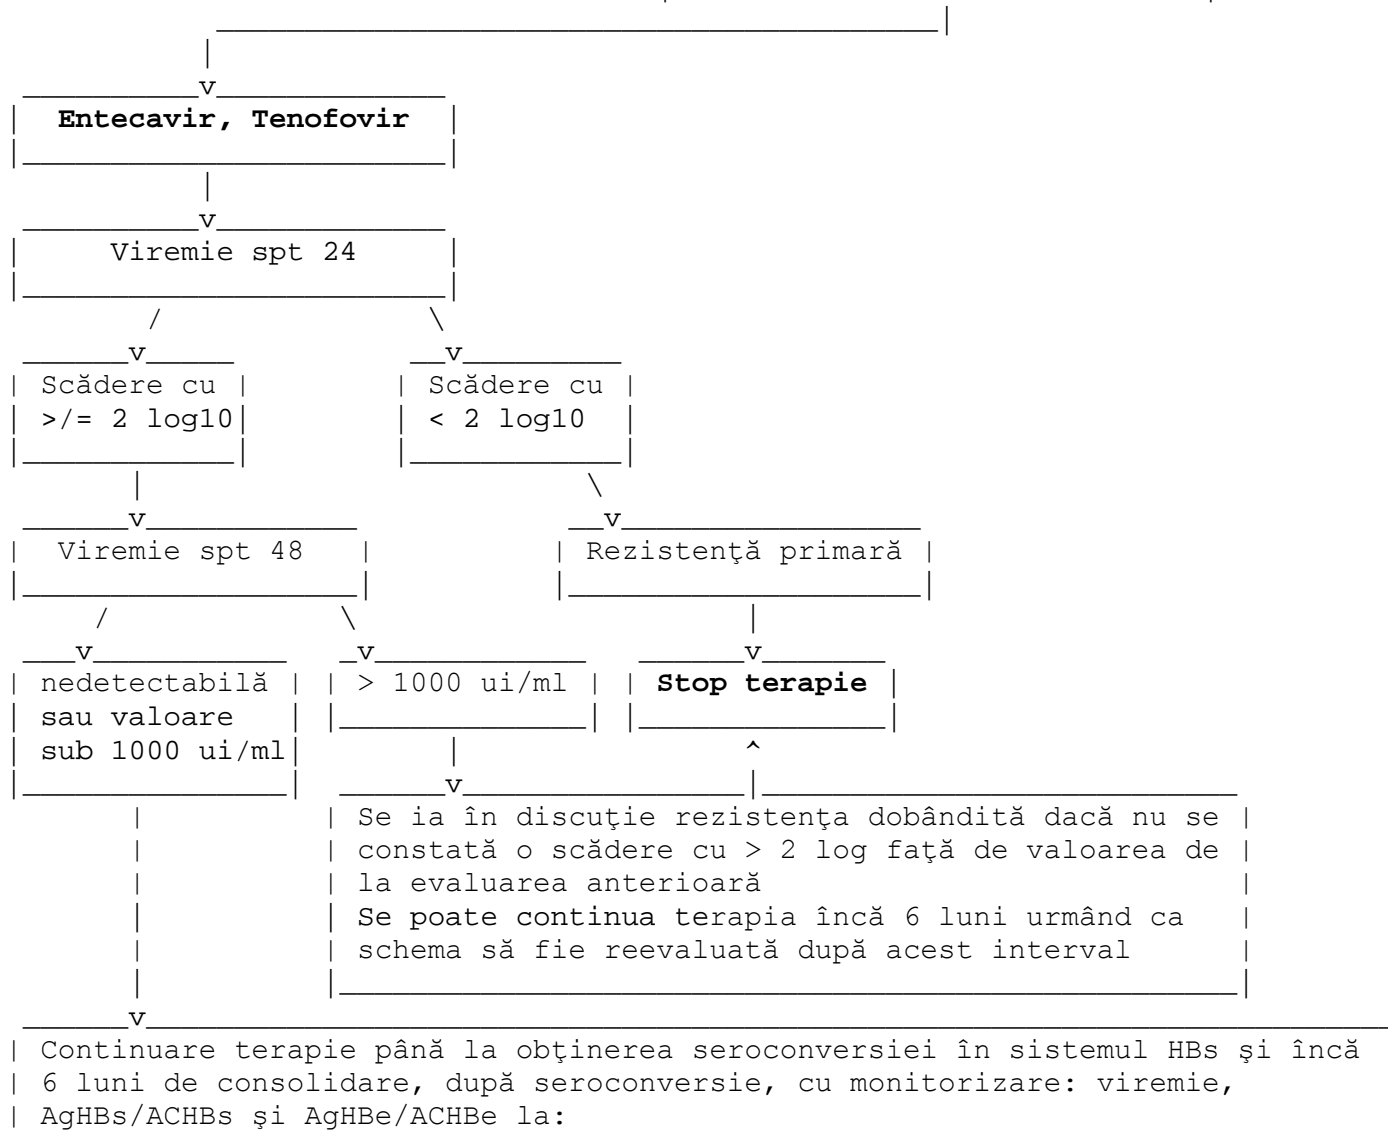 Entecavir, Tenofovir
Viremie spt 24
Scădere cu Scădere cu
>/= 2 log10 < 2 log10
Viremie spt 48 Rezistenţă primară
nedetectabilă > 1000 ui/ml Stop terapie
sau valoare
sub 1000 ui/ml
Se ia în discuţie rezistenţa dobândită dacă nu se
constată o scădere cu > 2 log faţă de valoarea de
la evaluarea anterioară
Se poate continua terapia încă 6 luni urmând ca
schema să fie reevaluată după acest interval
Continuare terapie până la obţinerea seroconversiei în sistemul HBs şi încă
6 luni de consolidare, după seroconversie, cu monitorizare: viremie,
AgHBs/ACHBs şi AgHBe/ACHBe la: